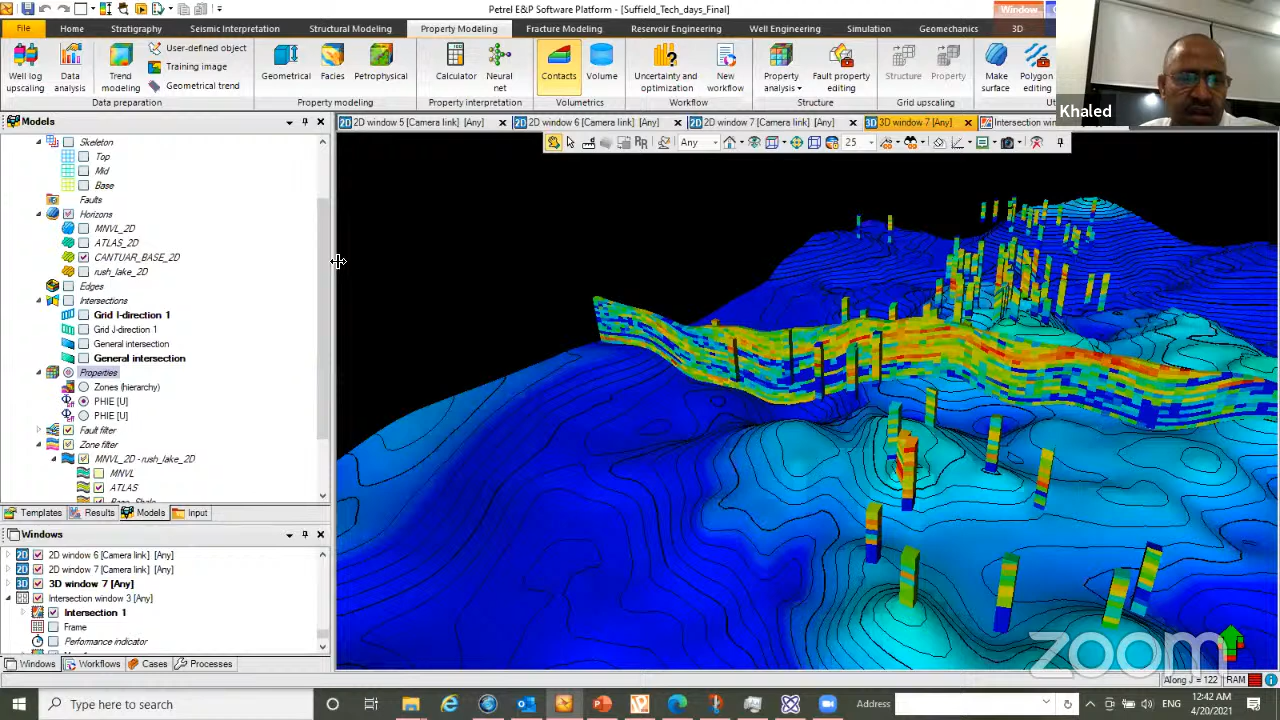 Petrel E&P Software Platform - [Suffield_Tech_days_Final]
Window
File Home Stratigraphy Seismic Interpretation Structural Modeling Property Modeling Fracture Modeling Reservoir Engineering Well Engineering Simulation Geomechanics 3D
Well log upscaling
Data analysis
Trend modeling
User-defined object
Training image
Geometrical trend
Geometrical
Facies
Petrophysical
Calculator
Neural net
Contacts
Volume
Uncertainty and optimization
New workflow
Property analysis
Fault property editing
Structure
Property
Make surface
Polygon editing
Data preparation Property modeling Property interpretation Volumetrics Workflow Structure Grid upscaling Ut
Khaled
Models
2D window 5 [Camera link] [Any] 2D window 6 [Camera link] [Any] 2D window 7 [Camera link] [Any] 3D window 7 [Any] Intersection win
Any 25
Skeleton
Top
Mid
Base
Faults
Horizons
MNVL_2D
ATLAS_2D
CANTUAR_BASE_2D
rush_lake_2D
Edges
Intersections
Grid I-direction 1
Grid J-direction 1
General intersection
General intersection
Properties
Zones (hierarchy)
PHIE [U]
PHIE [U]
Fault filter
Zone filter
MNVL_2D - rush_lake_2D
MNVL
ATLAS
Base_Shale
Templates Results Models Input
Windows
2D window 6 [Camera link] [Any]
2D window 7 [Camera link] [Any]
3D window 7 [Any]
Intersection window 3 [Any]
Intersection 1
Frame
Performance indicator
Windows Workflows Cases Processes
zoom
Along J = 122 RAM
Type here to search
Address
ENG
12:42 AM
4/20/2021